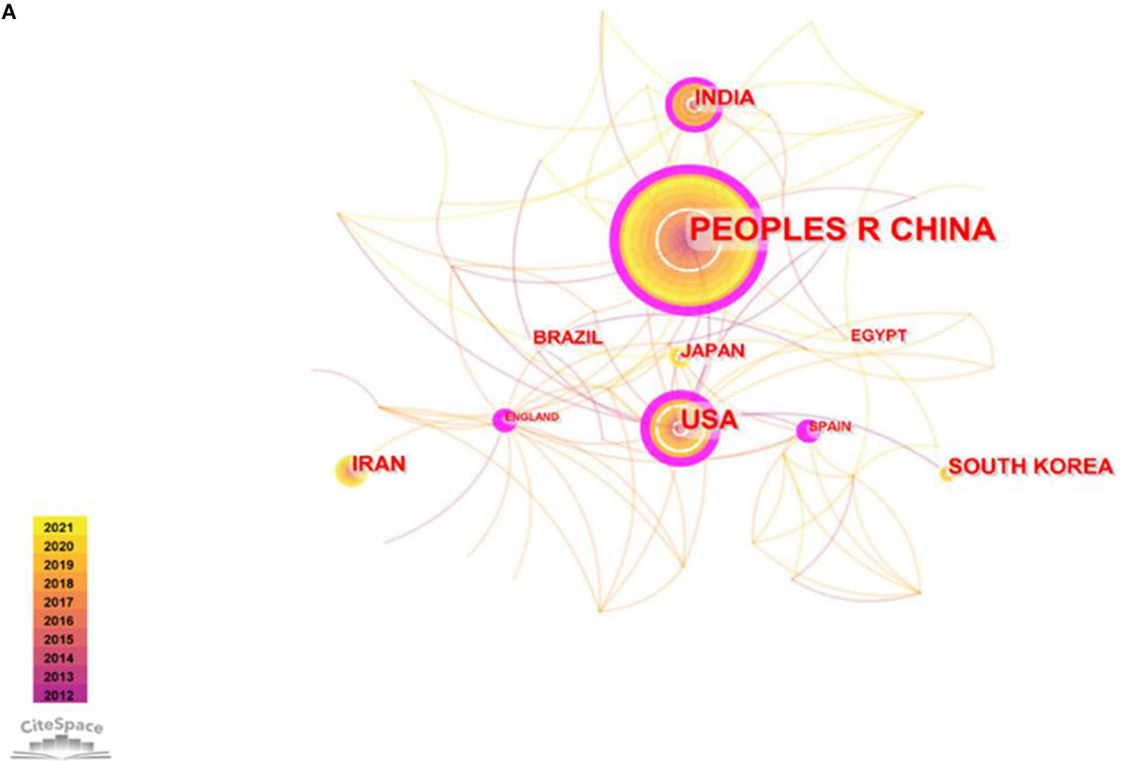 A
INDIA
PEOPLES R CHINA
BRAZIL
EGYPT
JAPAN
ENGLAND
USA
SPAIN
IRAN
SOUTH KOREA
2021
2020
2019
2018
2017
2016
2015
2014
2013
2012
CiteSpace